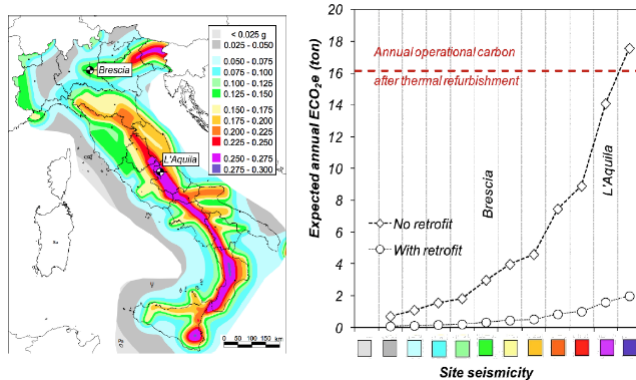 < 0.025 g
0.025 - 0.050
0.050 - 0.075
0.075 - 0.100
0.100 - 0.125
0.125 - 0.150
0.150 - 0.175
0.175 - 0.200
0.200 - 0.225
0.225 - 0.250
0.250 - 0.275
0.275 - 0.300
Brescia
L'Aquila
0 50 100 150
km
Expected annual ECO2e (ton)
20
18
16
14
12
10
8
6
4
2
0
Annual operational carbon
after thermal refurbishment
Brescia
L'Aquila
No retrofit
With retrofit
Site seismicity